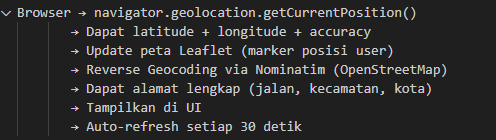 Browser → navigator.geolocation.getCurrentPosition()
→ Dapat latitude + longitude + accuracy
→ Update peta Leaflet (marker posisi user)
→ Reverse Geocoding via Nominatim (OpenStreetMap)
→ Dapat alamat lengkap (jalan, kecamatan, kota)
→ Tampilkan di UI
→ Auto-refresh setiap 30 detik